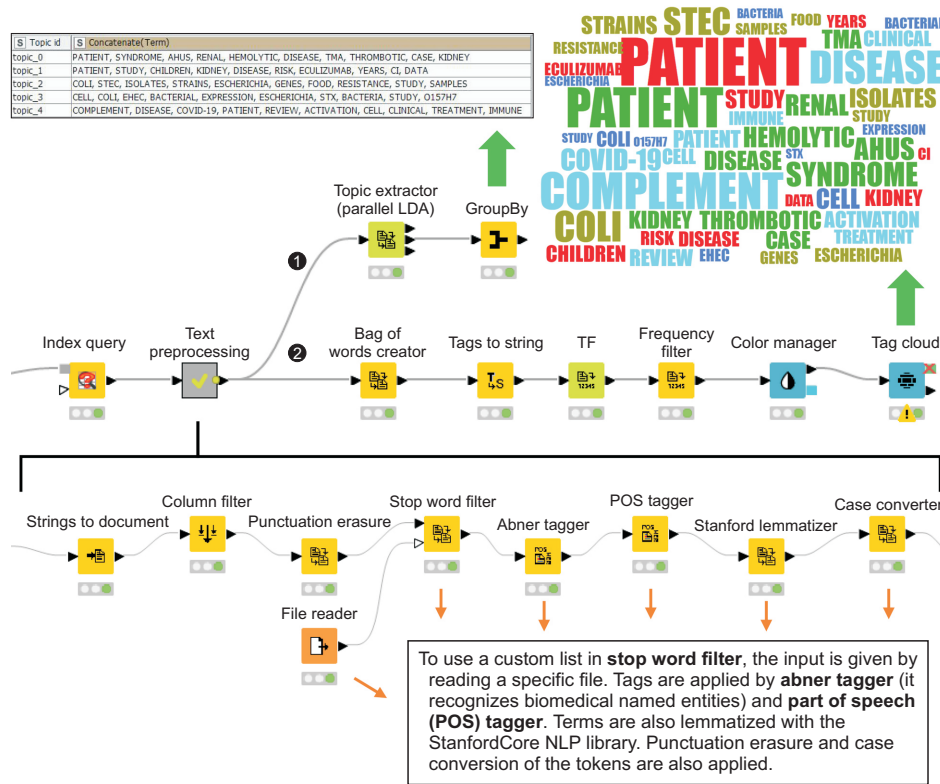 S Topic id S Concatenate(Term)
topic_0 PATIENT, SYNDROME, AHUS, RENAL, HEMOLYTIC, DISEASE, TMA, THROMBOTIC, CASE, KIDNEY
topic_1 PATIENT, STUDY, CHILDREN, KIDNEY, DISEASE, RISK, ECULIZUMAB, YEARS, CI, DATA
topic_2 COLI, STEC, ISOLATES, STRAINS, ESCHERICHIA, GENES, FOOD, RESISTANCE, STUDY, SAMPLES
topic_3 CELL, COLI, EHEC, BACTERIAL, EXPRESSION, ESCHERICHIA, STX, BACTERIA, STUDY, O157H7
topic_4 COMPLEMENT, DISEASE, COVID-19, PATIENT, REVIEW, ACTIVATION, CELL, CLINICAL, TREATMENT, IMMUNE
STRAINS STEC BACTERIA SAMPLES FOOD YEARS BACTERIAL
RESISTANCE PATIENT TMA CLINICAL
ECULIZUMAB ESCHERICHIA DISEASE
PATIENT STUDY RENAL ISOLATES
IMMUNE STUDY
STUDY COLI O157H7 PATIENT HEMOLYTIC EXPRESSION
COVID-19 CELL DISEASE STX AHUS CI
SYNDROME
COMPLEMENT DATA CELL KIDNEY
COLI KIDNEY THROMBOTIC ACTIVATION
RISK DISEASE CASE TREATMENT
CHILDREN REVIEW EHEC GENES ESCHERICHIA
Topic extractor
(parallel LDA)
GroupBy
1
2
Index query
Text
preprocessing
Bag of
words creator
Tags to string
T S
TF
12345
Frequency
filter
12345
Color manager
Tag cloud
Strings to document
Column filter
Punctuation erasure
Stop word filter
Abner tagger
POS
POS tagger
POS
Stanford lemmatizer
Case converter
File reader
To use a custom list in stop word filter, the input is given by
reading a specific file. Tags are applied by abner tagger (it
recognizes biomedical named entities) and part of speech
(POS) tagger. Terms are also lemmatized with the
StanfordCore NLP library. Punctuation erasure and case
conversion of the tokens are also applied.